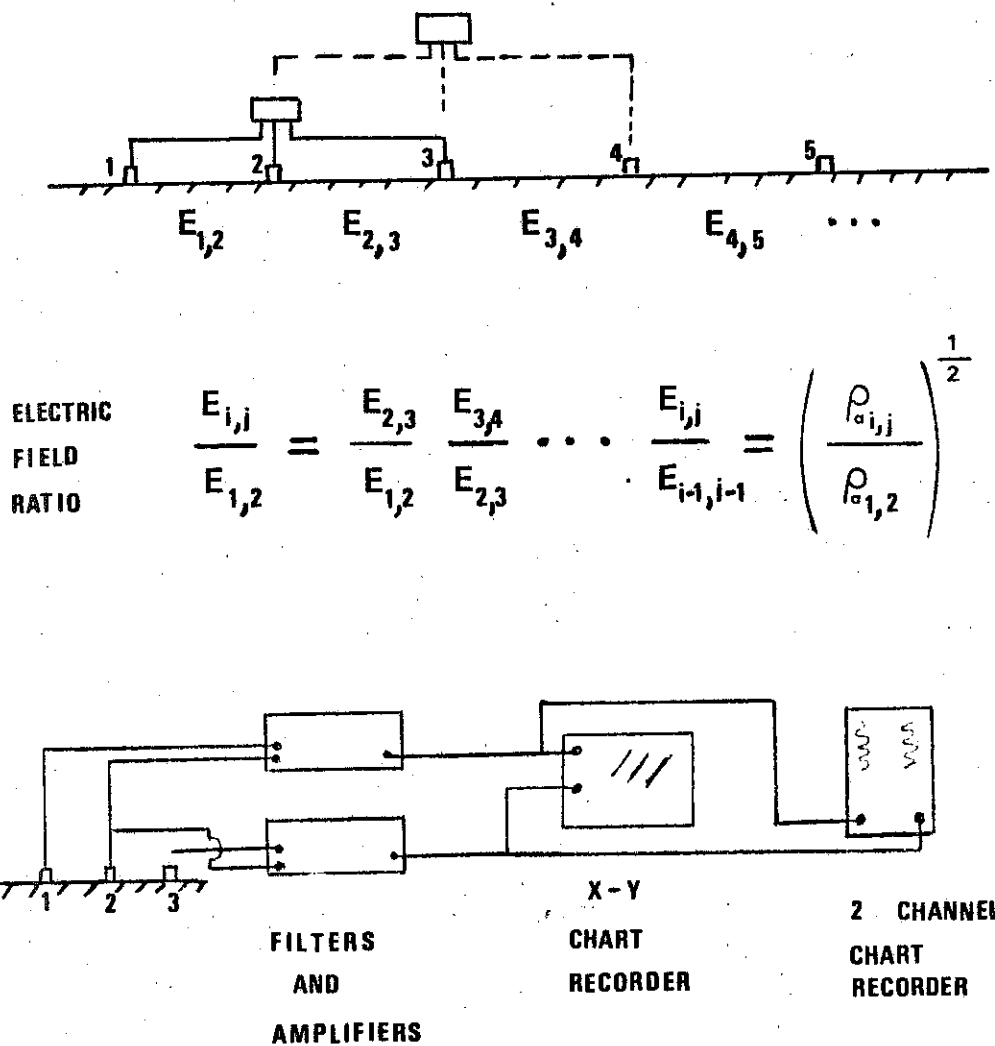 1 2 3 4 5
E1,2 E2,3 E3,4 E4,5 • • •
ELECTRIC FIELD RATIO
Ei,j / E1,2 = E2,3 / E1,2 E3,4 / E2,3 • • • Ei,j / Ei-1,j-1 = (ρai,j / ρa1,2)^1/2
1 2 3
FILTERS
AND
AMPLIFIERS
X-Y
CHART
RECORDER
2 CHANNEL
CHART
RECORDER